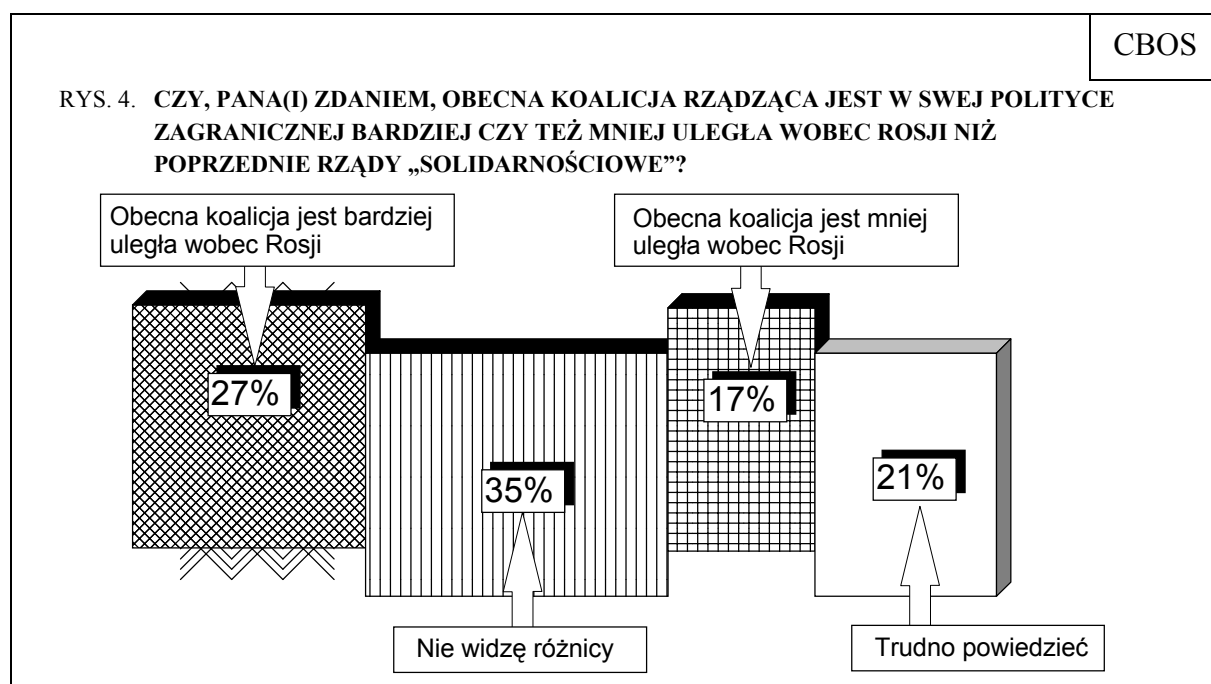 CBOS
RYS. 4. CZY, PANA(I) ZDANIEM, OBECNA KOALICJA RZĄDZĄCA JEST W SWEJ POLITYCE
ZAGRANICZNEJ BARDZIEJ CZY TEŻ MNIEJ ULEGŁA WOBEC ROSJI NIŻ
POPRZEDNIE RZĄDY „SOLIDARNOŚCIOWE”?
Obecna koalicja jest bardziej
uległa wobec Rosji
Obecna koalicja jest mniej
uległa wobec Rosji
27%
17%
35%
21%
Nie widzę różnicy
Trudno powiedzieć